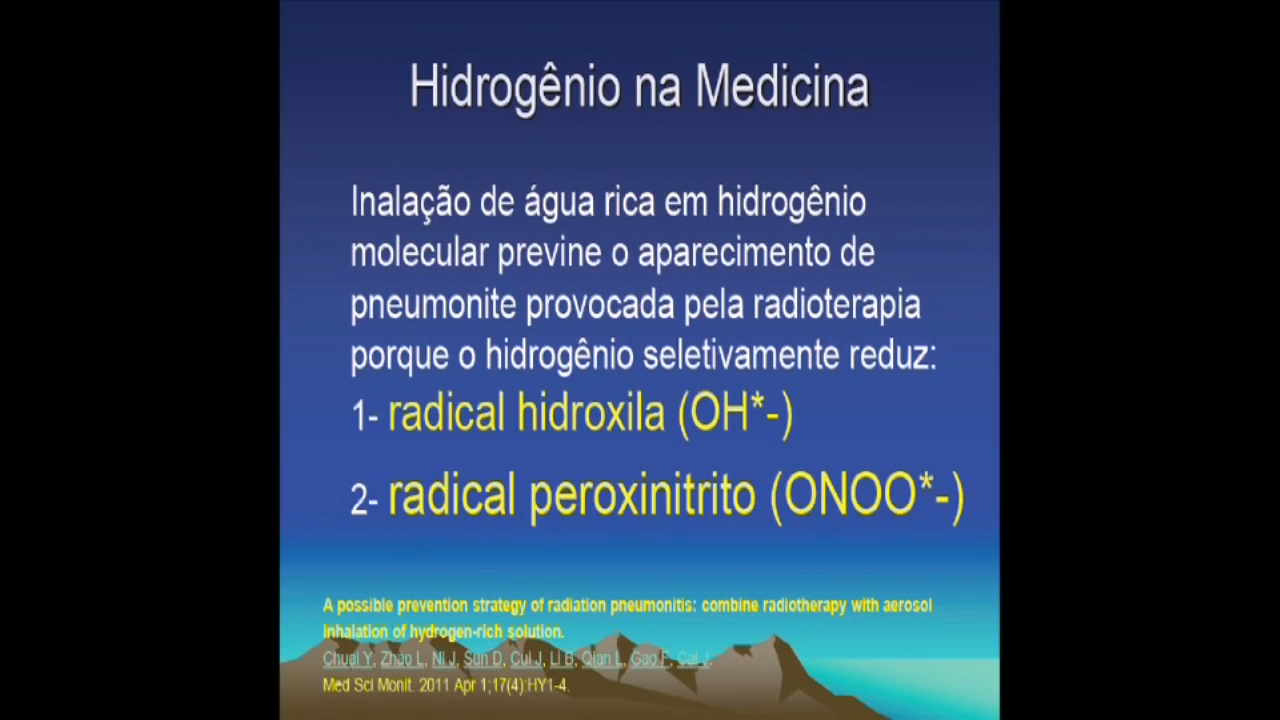 Hidrogênio na Medicina
Inalação de água rica em hidrogênio
molecular previne o aparecimento de
pneumonite provocada pela radioterapia
porque o hidrogênio seletivamente reduz:
1- radical hidroxila (OH*-)
2- radical peroxinitrito (ONOO*-)
A possible prevention strategy of radiation pneumonitis: combine radiotherapy with aerosol
inhalation of hydrogen-rich solution.
Chuai Y, Zhao L, Ni J, Sun D, Cui J, Li B, Qian L, Gao F, Cai J.
Med Sci Monit. 2011 Apr 1;17(4):HY1-4.